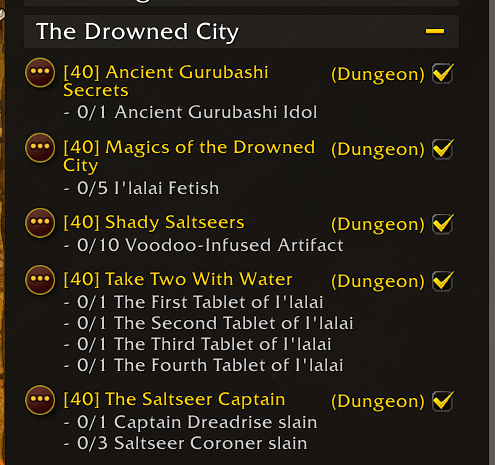 The Drowned City
[40] Ancient Gurubashi (Dungeon)
Secrets
- 0/1 Ancient Gurubashi Idol
[40] Magics of the Drowned (Dungeon)
City
- 0/5 I'lalai Fetish
[40] Shady Saltseers (Dungeon)
- 0/10 Voodoo-Infused Artifact
[40] Take Two With Water (Dungeon)
- 0/1 The First Tablet of I'lalai
- 0/1 The Second Tablet of I'lalai
- 0/1 The Third Tablet of I'lalai
- 0/1 The Fourth Tablet of I'lalai
[40] The Saltseer Captain (Dungeon)
- 0/1 Captain Dreadrise slain
- 0/3 Saltseer Coroner slain